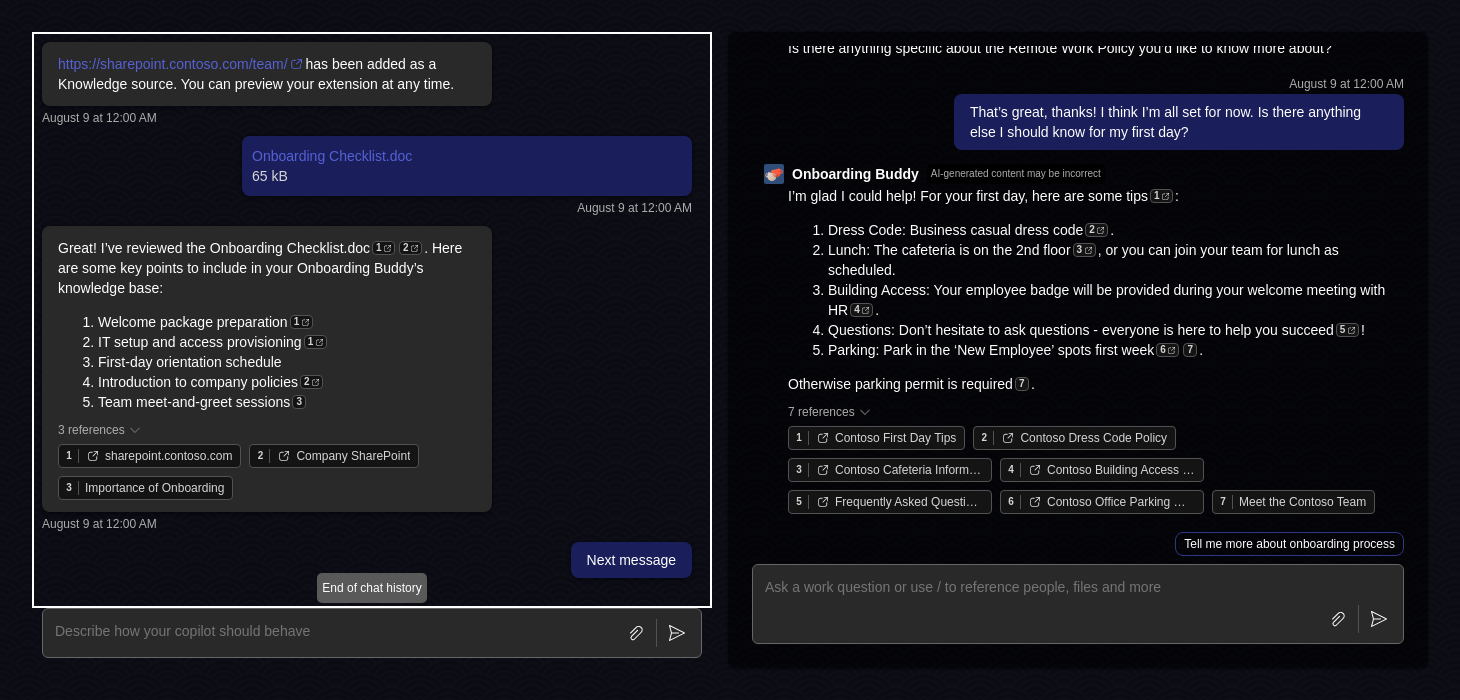 https://sharepoint.contoso.com/team/ has been added as a
Knowledge source. You can preview your extension at any time.
August 9 at 12:00 AM
Onboarding Checklist.doc
65 kB
August 9 at 12:00 AM
Great! I’ve reviewed the Onboarding Checklist.doc 1 2 . Here
are some key points to include in your Onboarding Buddy’s
knowledge base:
1. Welcome package preparation 1
2. IT setup and access provisioning 1
3. First-day orientation schedule
4. Introduction to company policies 2
5. Team meet-and-greet sessions 3
3 references
1 sharepoint.contoso.com 2 Company SharePoint
3 Importance of Onboarding
August 9 at 12:00 AM
Next message
End of chat history
Describe how your copilot should behave
Is there anything specific about the Remote Work Policy you’d like to know more about?
August 9 at 12:00 AM
That’s great, thanks! I think I’m all set for now. Is there anything
else I should know for my first day?
Onboarding Buddy AI-generated content may be incorrect
I’m glad I could help! For your first day, here are some tips 1 :
1. Dress Code: Business casual dress code 2 .
2. Lunch: The cafeteria is on the 2nd floor 3 , or you can join your team for lunch as
scheduled.
3. Building Access: Your employee badge will be provided during your welcome meeting with
HR 4 .
4. Questions: Don’t hesitate to ask questions - everyone is here to help you succeed 5 !
5. Parking: Park in the ‘New Employee’ spots first week 6 7 .
Otherwise parking permit is required 7 .
7 references
1 Contoso First Day Tips 2 Contoso Dress Code Policy
3 Contoso Cafeteria Inform… 4 Contoso Building Access …
5 Frequently Asked Questi… 6 Contoso Office Parking … 7 Meet the Contoso Team
Tell me more about onboarding process
Ask a work question or use / to reference people, files and more